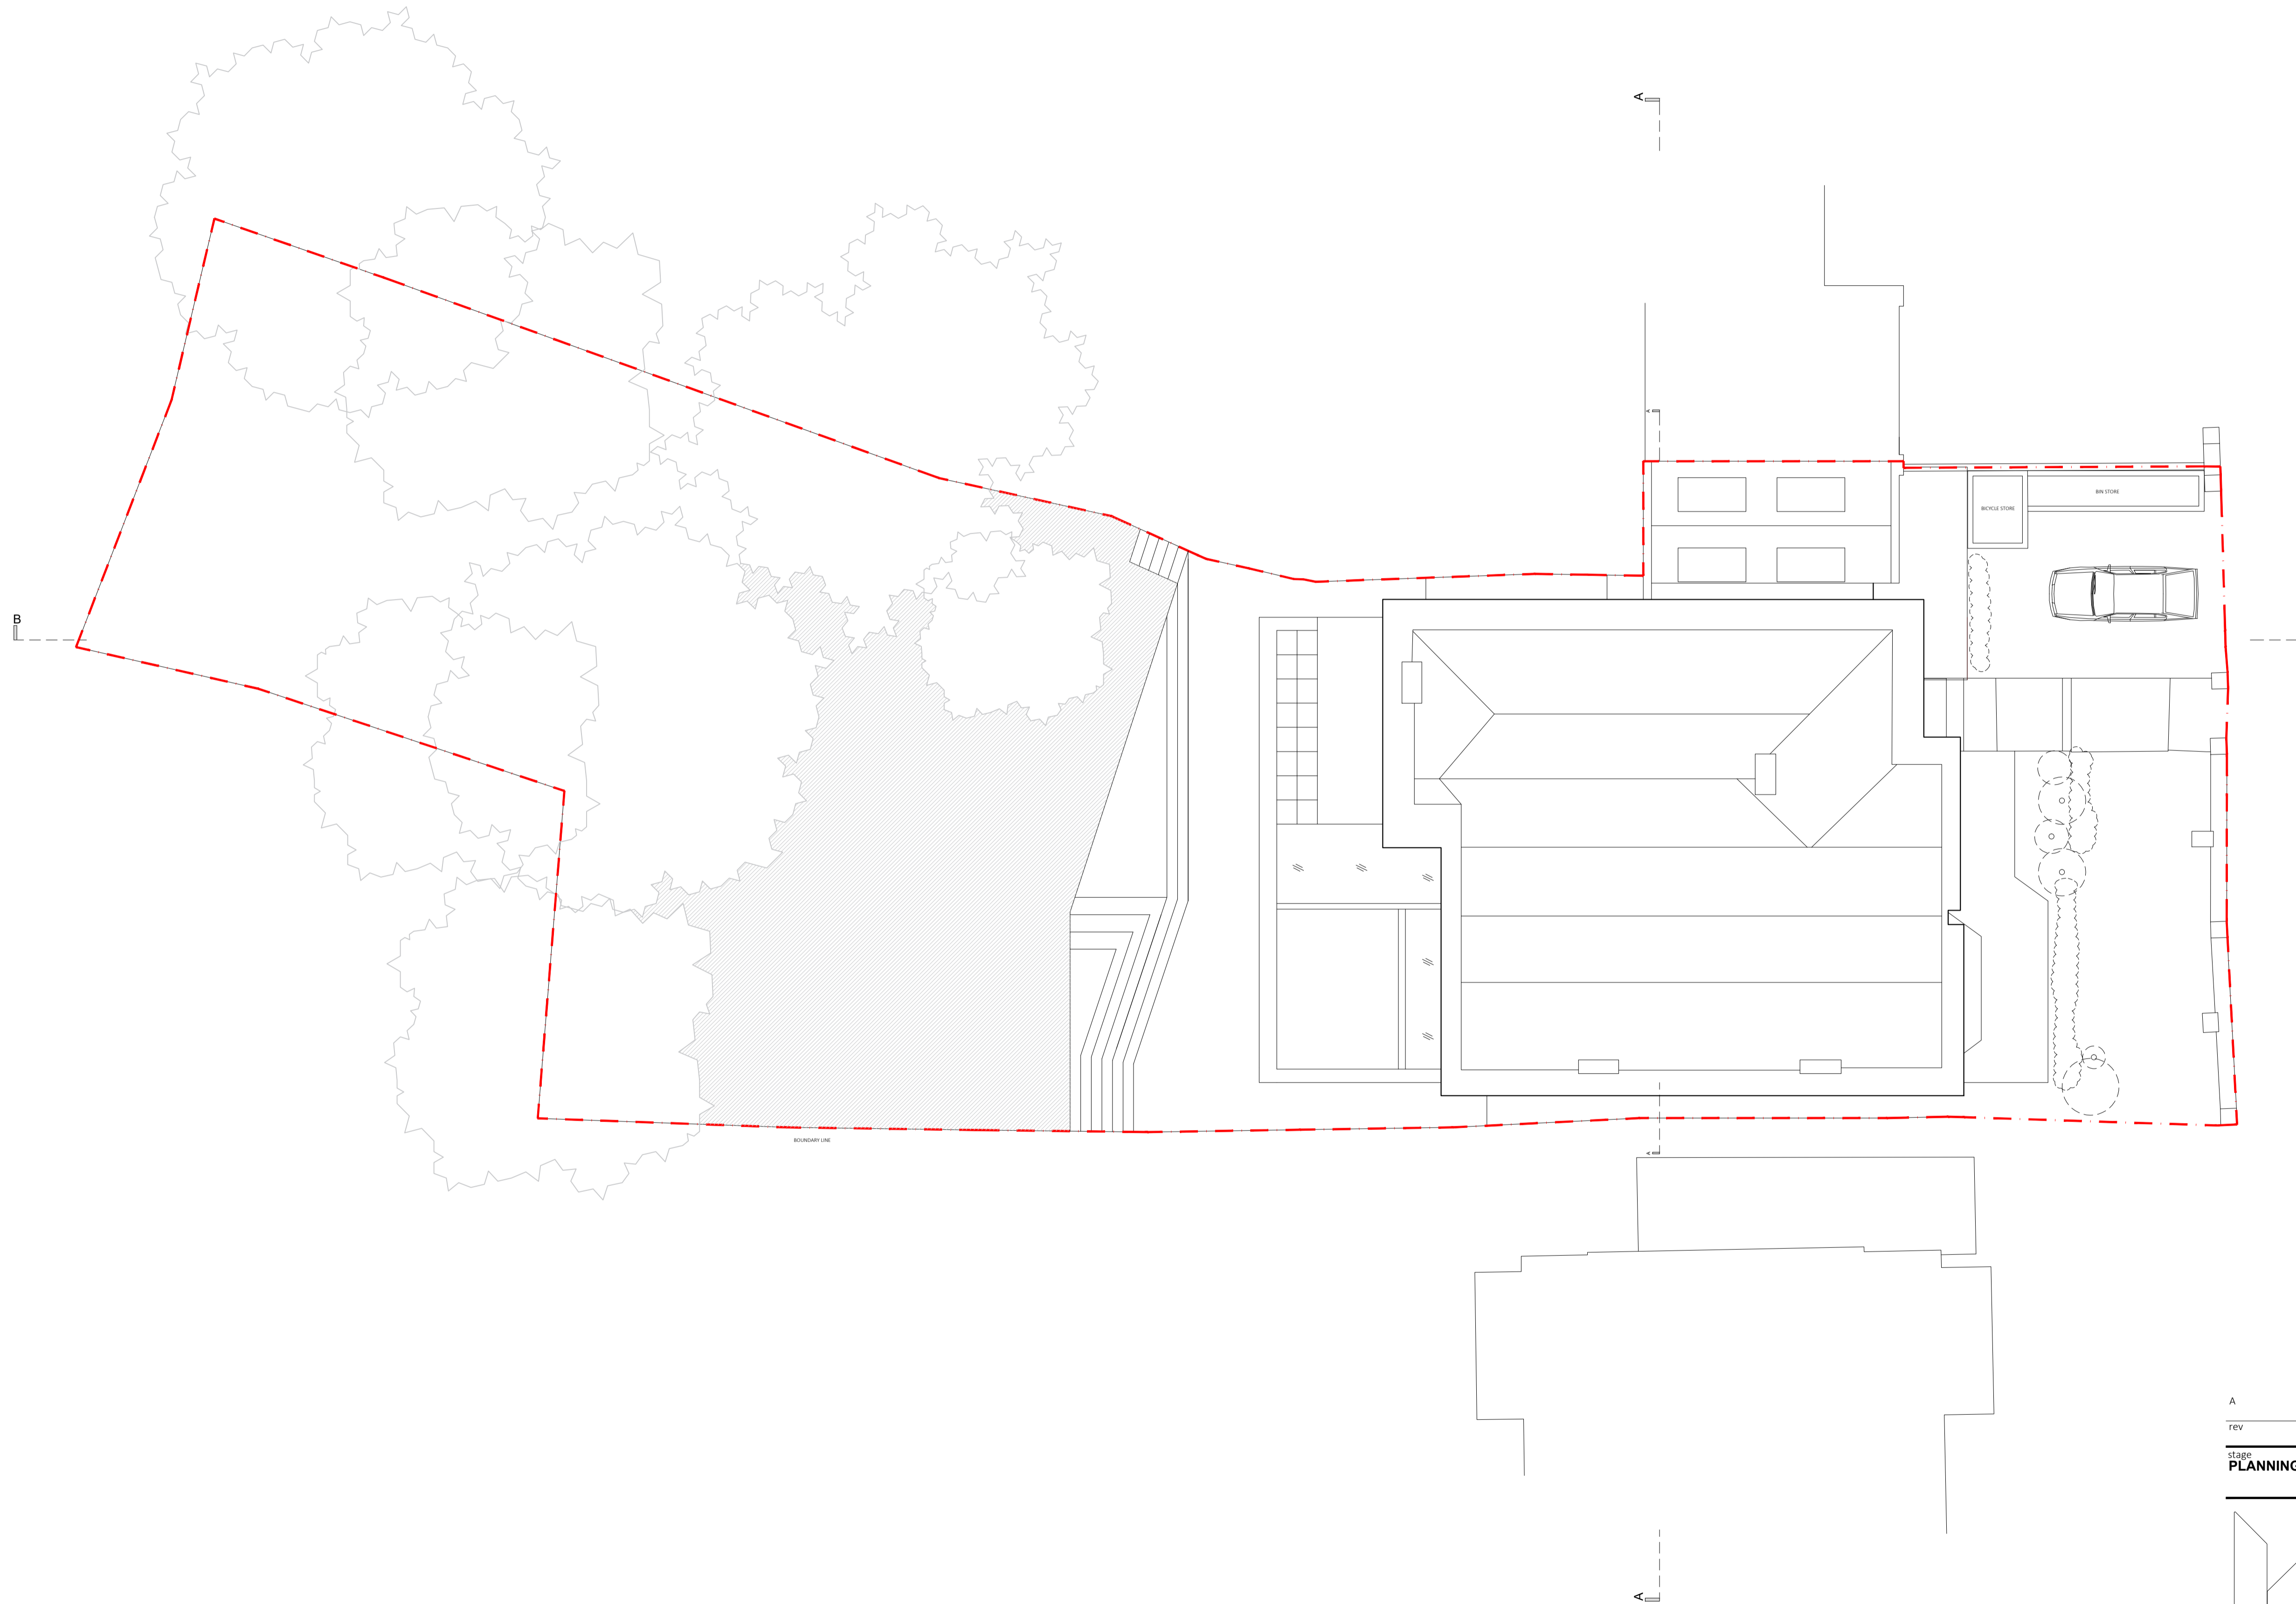 A
A
BIN STORE
BICYCLE STORE
B
BOUNDARY LINE
A
A
rev
stage
PLANNING
A
A